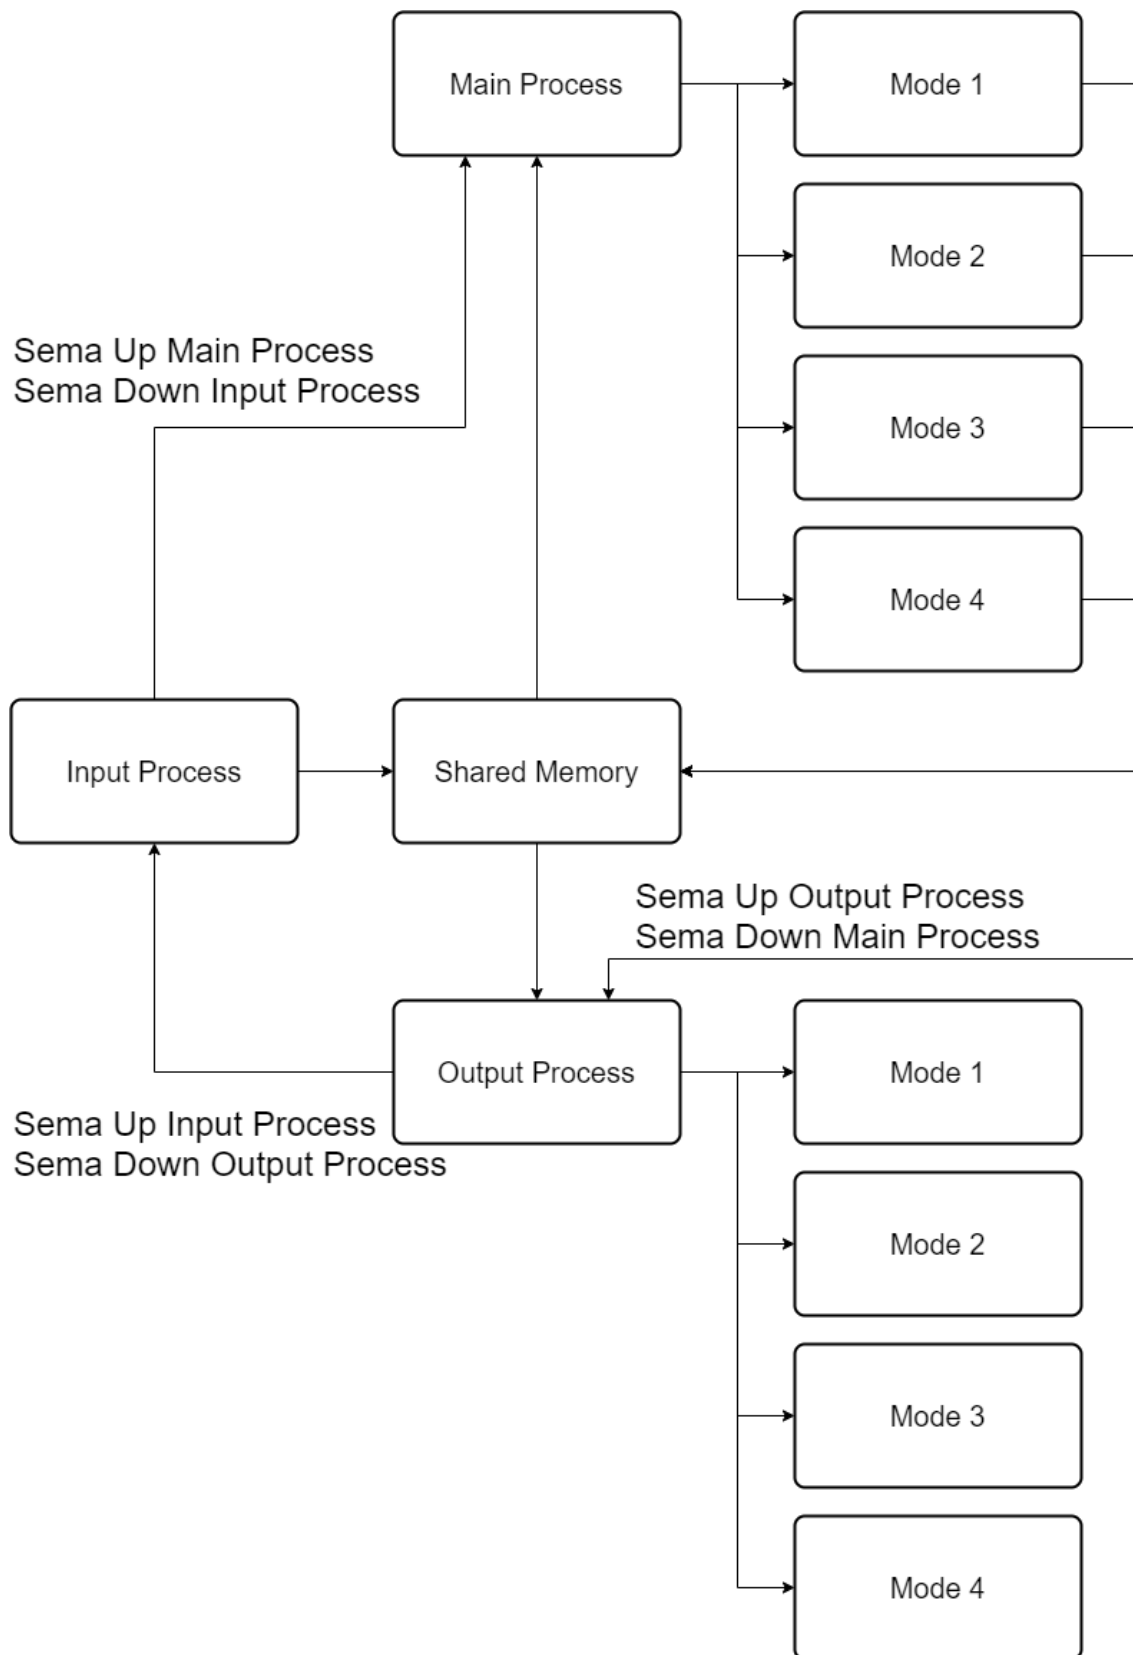 Main Process
Mode 1
Mode 2
Sema Up Main Process
Sema Down Input Process
Mode 3
Mode 4
Input Process
Shared Memory
Sema Up Output Process
Sema Down Main Process
Output Process
Mode 1
Sema Up Input Process
Sema Down Output Process
Mode 2
Mode 3
Mode 4